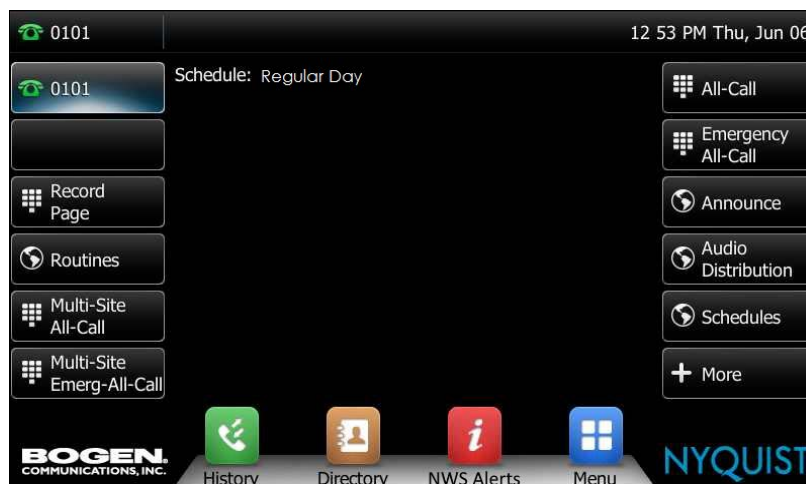 0101
12 53 PM Thu, Jun 06
0101
Schedule: Regular Day
Record
Page
Routines
Multi-Site
All-Call
Multi-Site
Emerg-All-Call
All-Call
Emergency
All-Call
Announce
Audio
Distribution
Schedules
More
BOGEN®
COMMUNICATIONS, INC.
History
Directory
NWS Alerts
Menu
NYQUIST